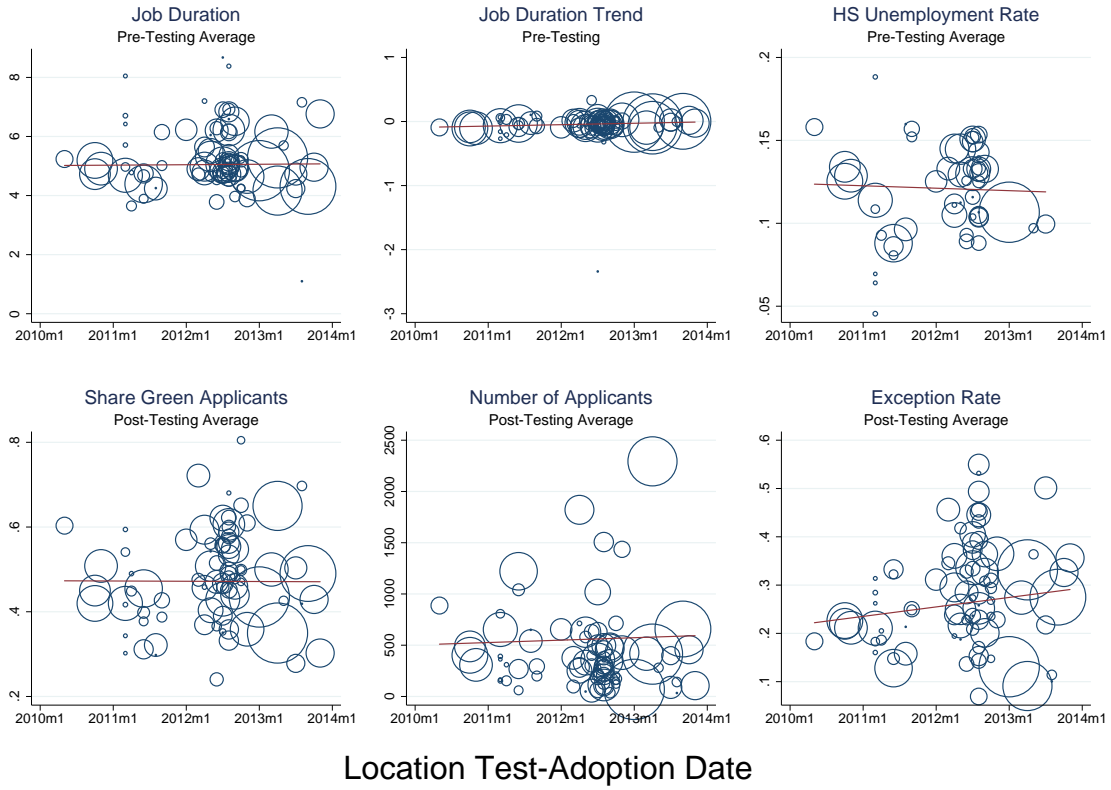 Job Duration
Pre-Testing Average
8
6
4
2
0
2010m1 2011m1 2012m1 2013m1 2014m1
Job Duration Trend
Pre-Testing
1
0
-1
-2
-3
2010m1 2011m1 2012m1 2013m1 2014m1
HS Unemployment Rate
Pre-Testing Average
.2
.15
.1
.05
2010m1 2011m1 2012m1 2013m1 2014m1
Share Green Applicants
Post-Testing Average
.8
.6
.4
.2
2010m1 2011m1 2012m1 2013m1 2014m1
Number of Applicants
Post-Testing Average
2500
2000
1500
1000
500
0
2010m1 2011m1 2012m1 2013m1 2014m1
Exception Rate
Post-Testing Average
.6
.5
.4
.3
.2
.1
2010m1 2011m1 2012m1 2013m1 2014m1
Location Test-Adoption Date